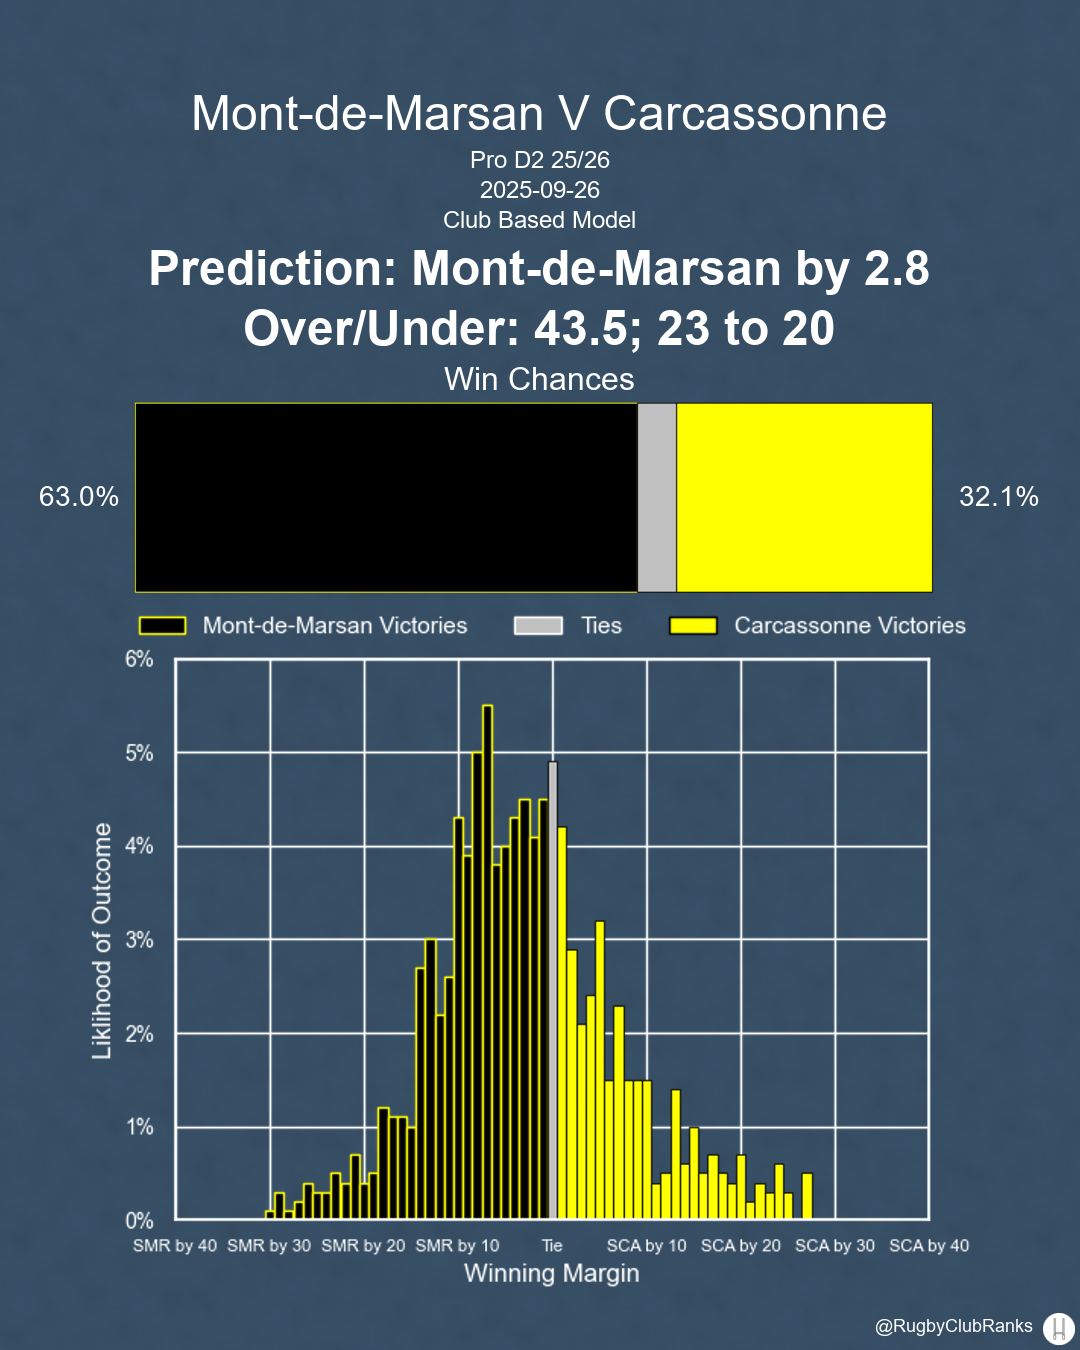 Mont-de-Marsan V Carcassonne
Pro D2 25/26
2025-09-26
Club Based Model
Prediction: Mont-de-Marsan by 2.8
Over/Under: 43.5; 23 to 20
Win Chances
63.0%
32.1%
Mont-de-Marsan Victories Ties Carcassonne Victories
6%
5%
4%
3%
2%
1%
0%
Liklihood of Outcome
SMR by 40 SMR by 30 SMR by 20 SMR by 10 Tie SCA by 10 SCA by 20 SCA by 30 SCA by 40
Winning Margin
@RugbyClubRanks